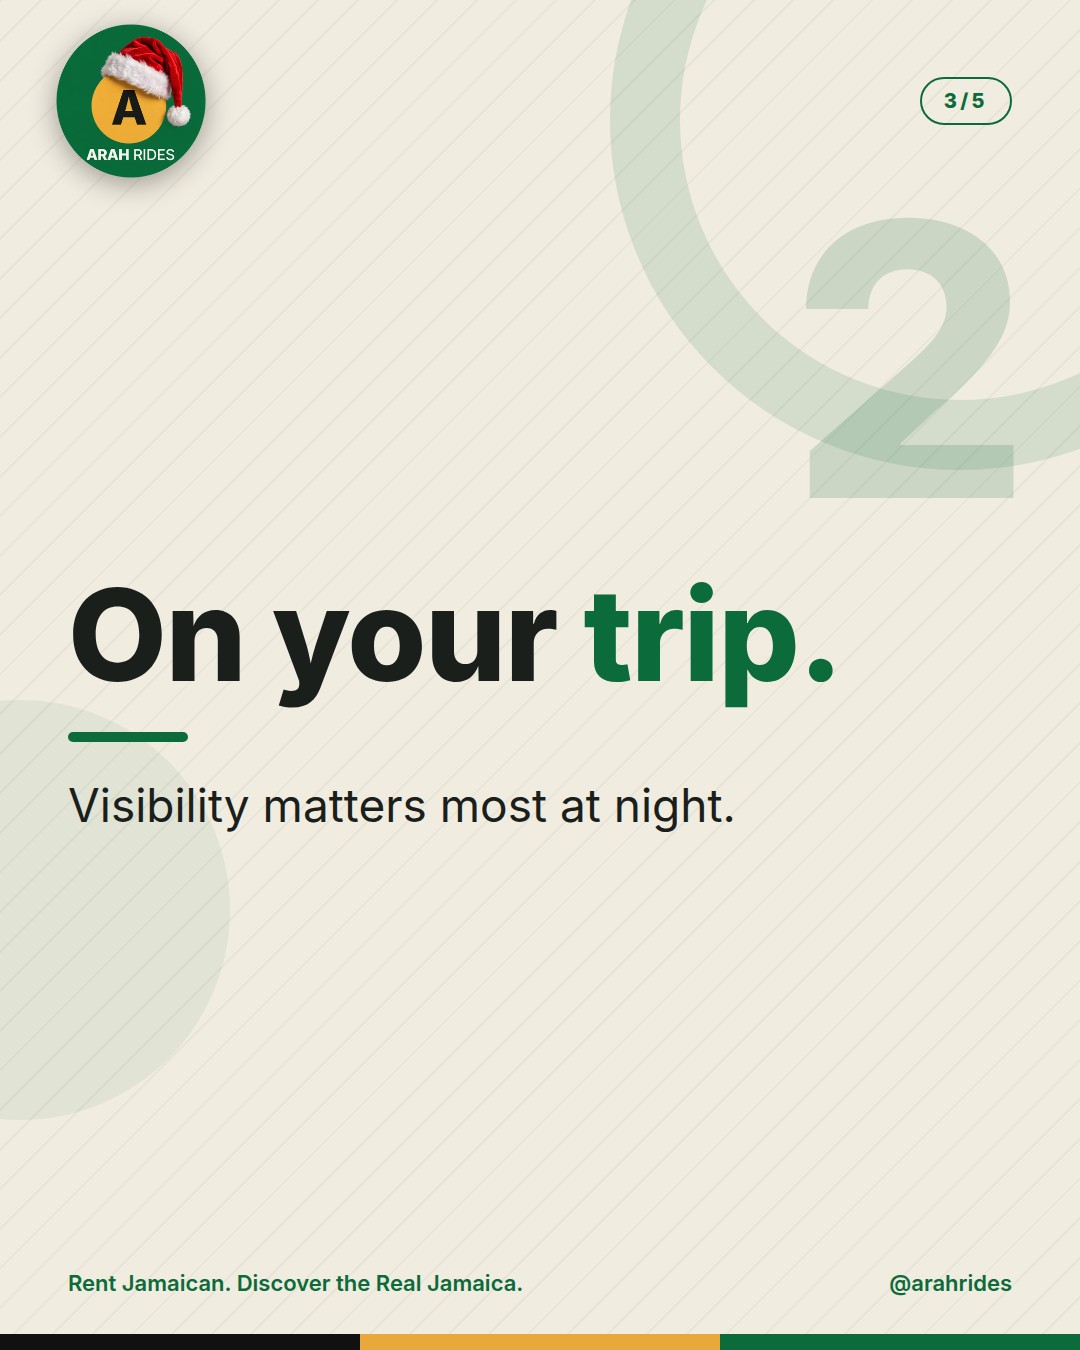 A
ARAH RIDES
3/5
2
On your trip.
Visibility matters most at night.
Rent Jamaican. Discover the Real Jamaica.
@arahrides